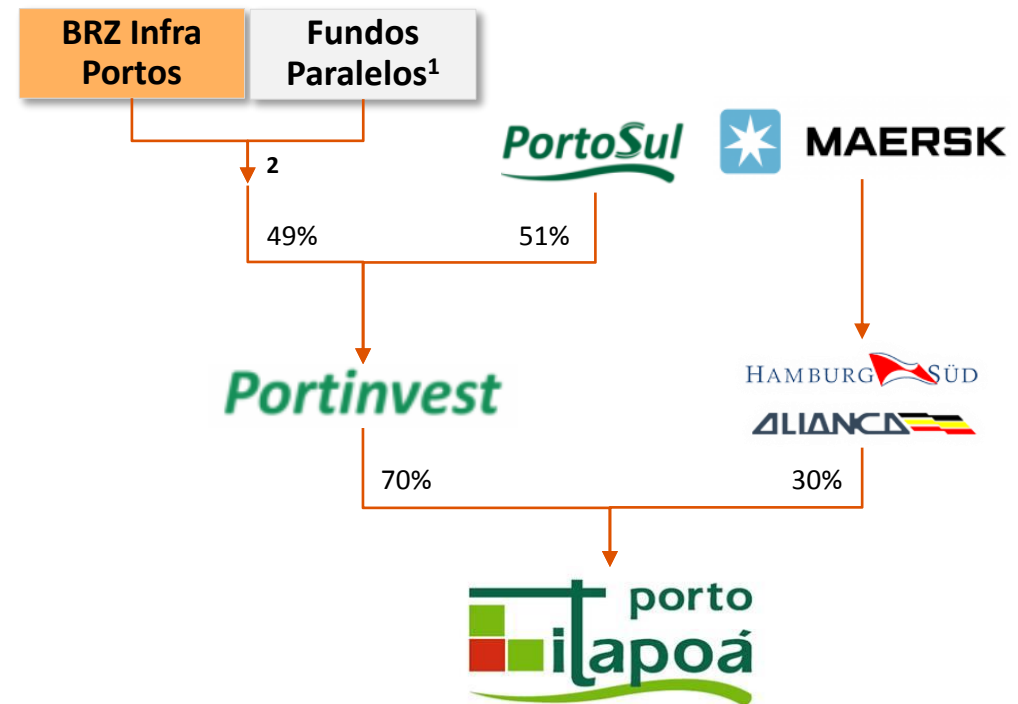 BRZ Infra
Portos
Fundos
Paralelos¹
PortoSul
MAERSK
2
49%
51%
Portinvest
HAMBURG SÜD
ALIANCA
70%
30%
porto
itapoá